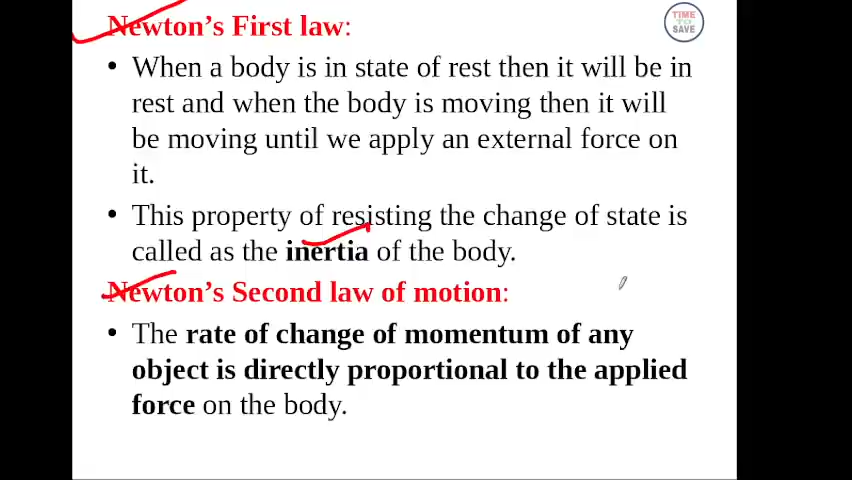 Newton’s First law:
TIME
TO
SAVE
• When a body is in state of rest then it will be in
rest and when the body is moving then it will
be moving until we apply an external force on
it.
• This property of resisting the change of state is
called as the inertia of the body.
Newton’s Second law of motion:
• The rate of change of momentum of any
object is directly proportional to the applied
force on the body.